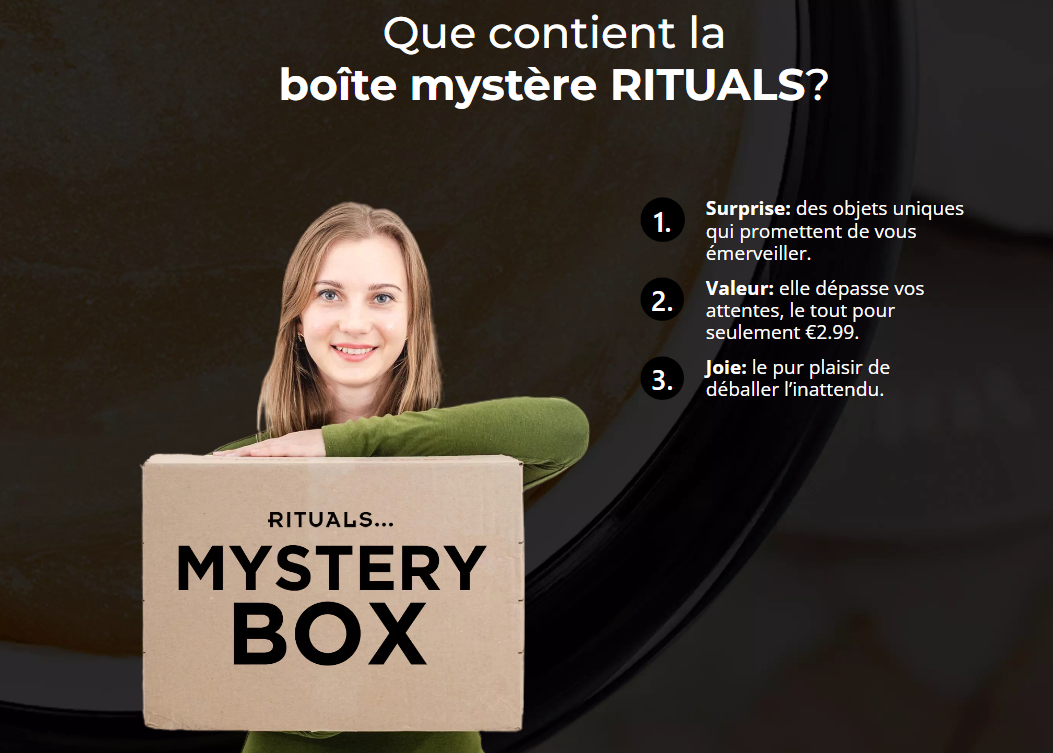 Que contient la
boîte mystère RITUALS?
1.
Surprise: des objets uniques
qui promettent de vous
émerveiller.
2.
Valeur: elle dépasse vos
attentes, le tout pour
seulement €2.99.
3.
Joie: le pur plaisir de
déballer l’inattendu.
RITUALS...
MYSTERY
BOX